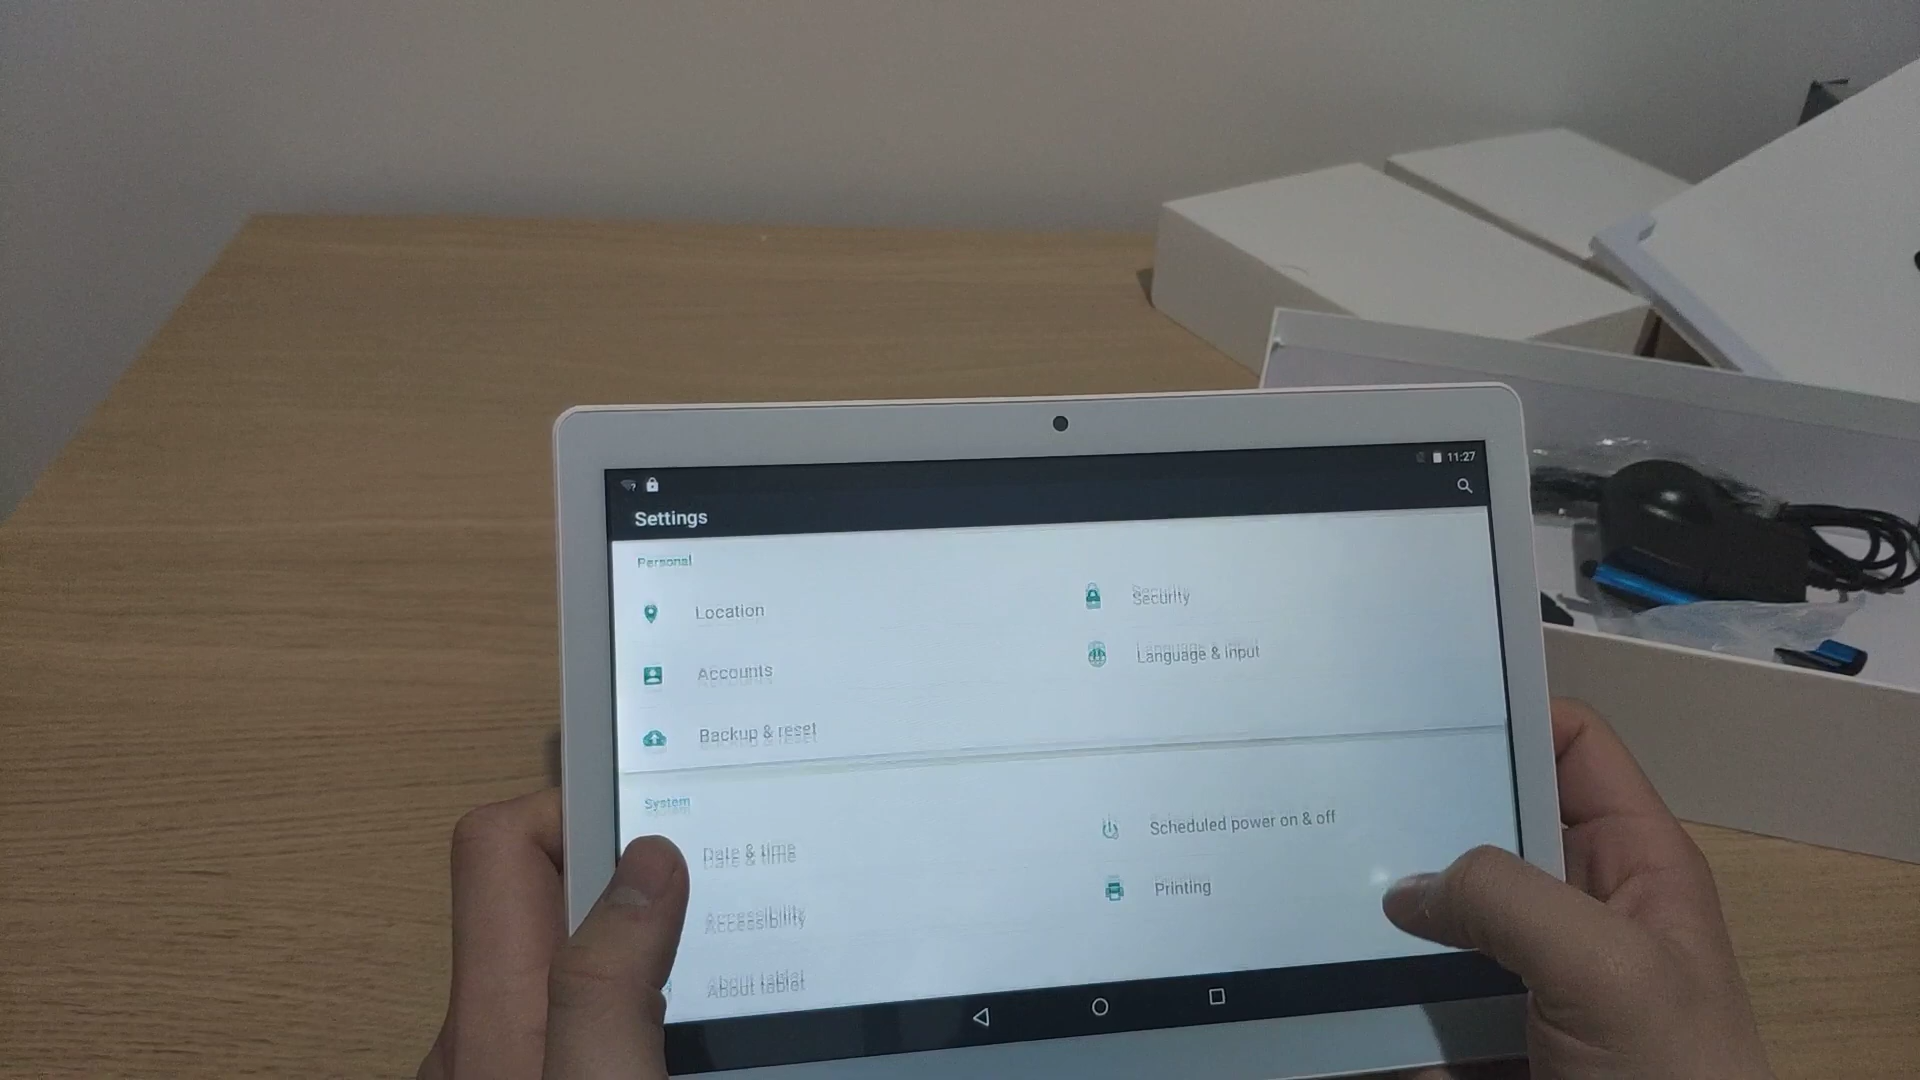 11:27
Settings
Personal
Location
Security
Accounts
Language & input
Backup & reset
System
Date & time
Scheduled power on & off
Accessibility
Printing
About tablet